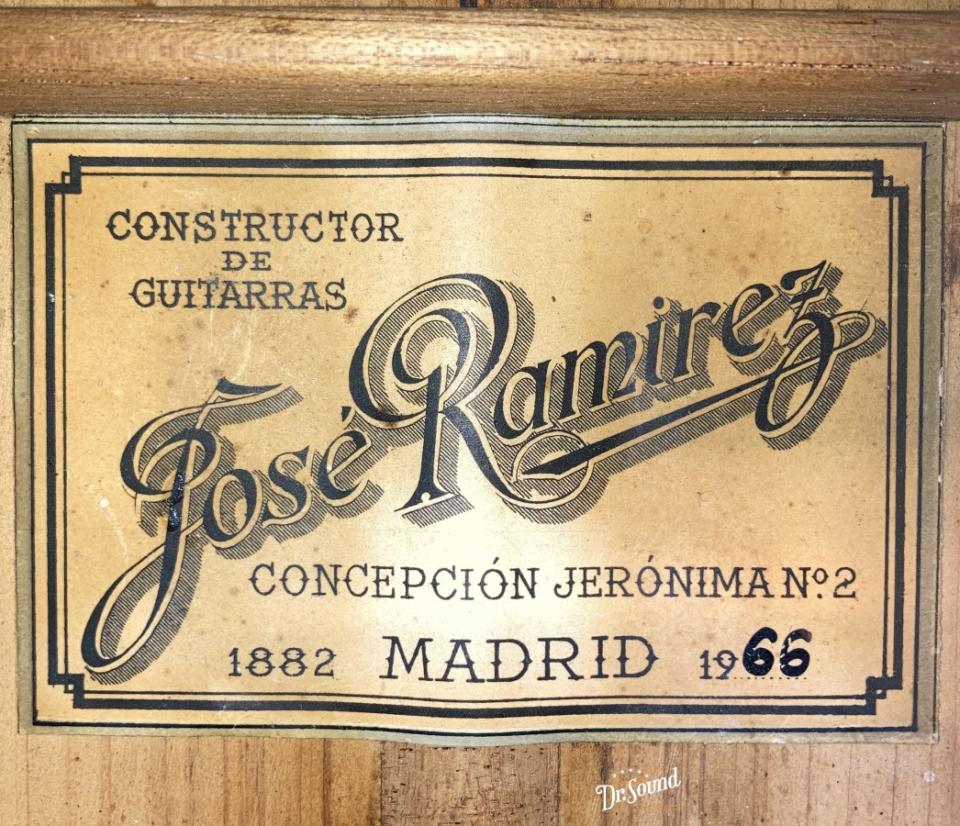 CONSTRUCTOR
DE
GUITARRAS
José Ramirez
CONCEPCIÓN JERÓNIMA Nº. 2
1882 MADRID 1966
Dr. Sound